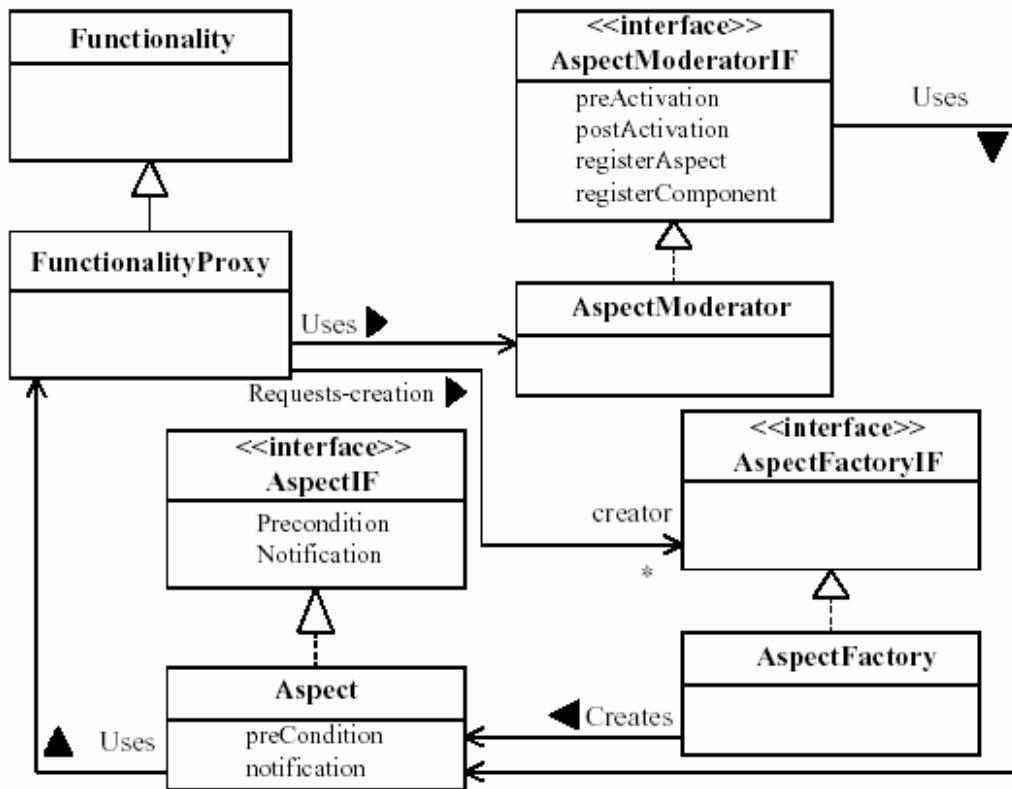 Functionality
<<interface>>
AspectModeratorIF
preActivation
postActivation
registerAspect
registerComponent
Uses
FunctionalityProxy
AspectModerator
Uses
Requests-creation
<<interface>>
AspectIF
Precondition
Notification
<<interface>>
AspectFactoryIF
creator
*
Aspect
preCondition
notification
AspectFactory
Creates
Uses